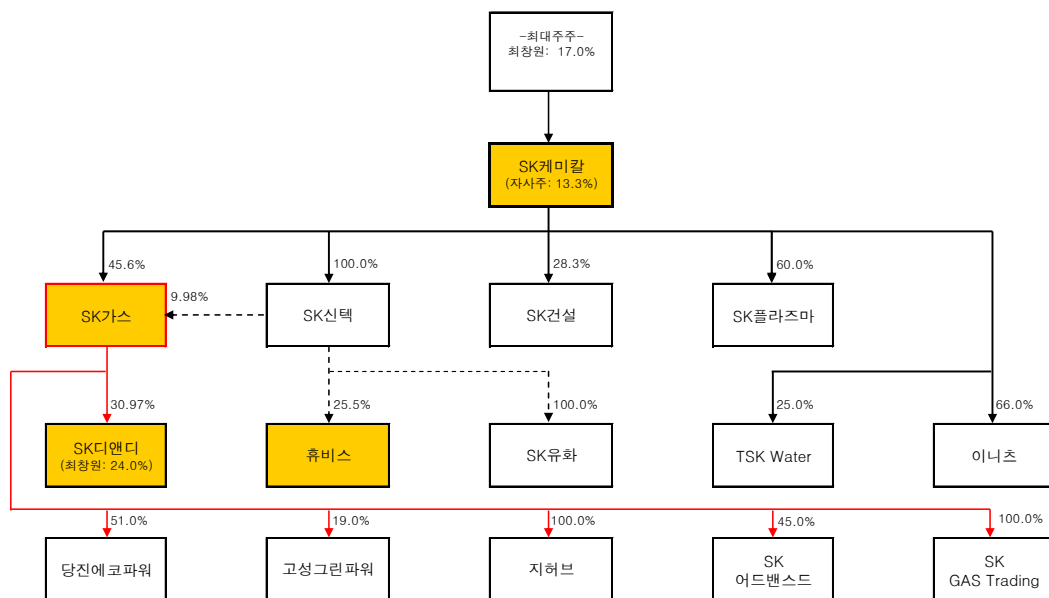 -최대주주-
최창원: 17.0%
SK케미칼
(자사주: 13.3%)
45.6%
100.0%
28.3%
60.0%
SK가스
9.98%
SK신텍
SK건설
SK플라즈마
30.97%
25.5%
100.0%
25.0%
66.0%
SK디앤디
(최창원: 24.0%)
휴비스
SK유화
TSK Water
이니츠
51.0%
19.0%
100.0%
45.0%
100.0%
당진에코파워
고성그린파워
지허브
SK
어드밴스드
SK
GAS Trading